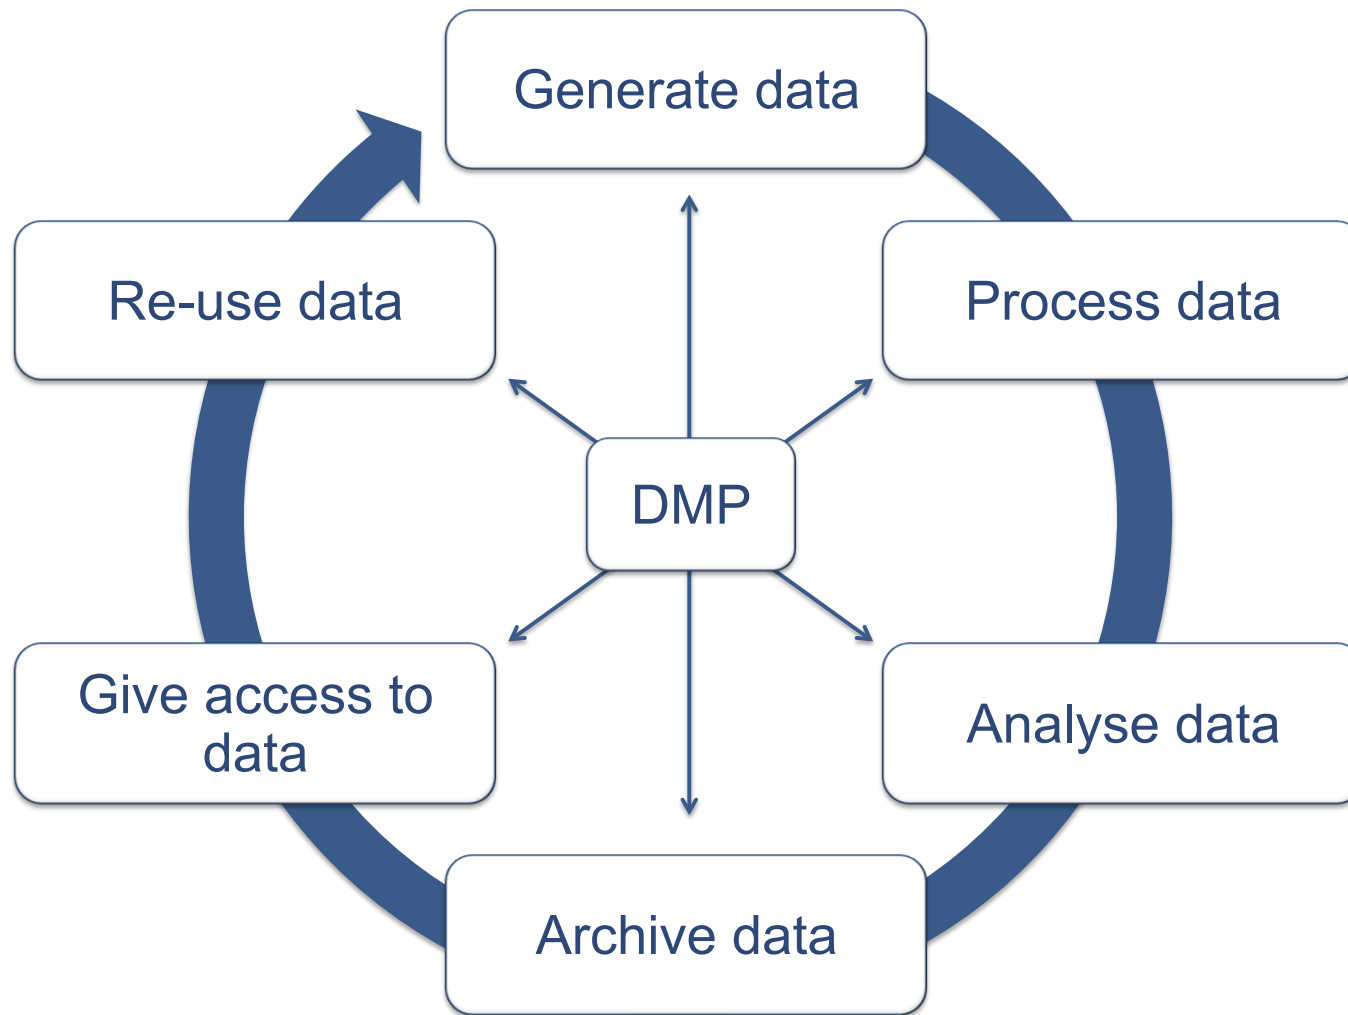 Generate data
Re-use data
Process data
DMP
Give access to
data
Analyse data
Archive data